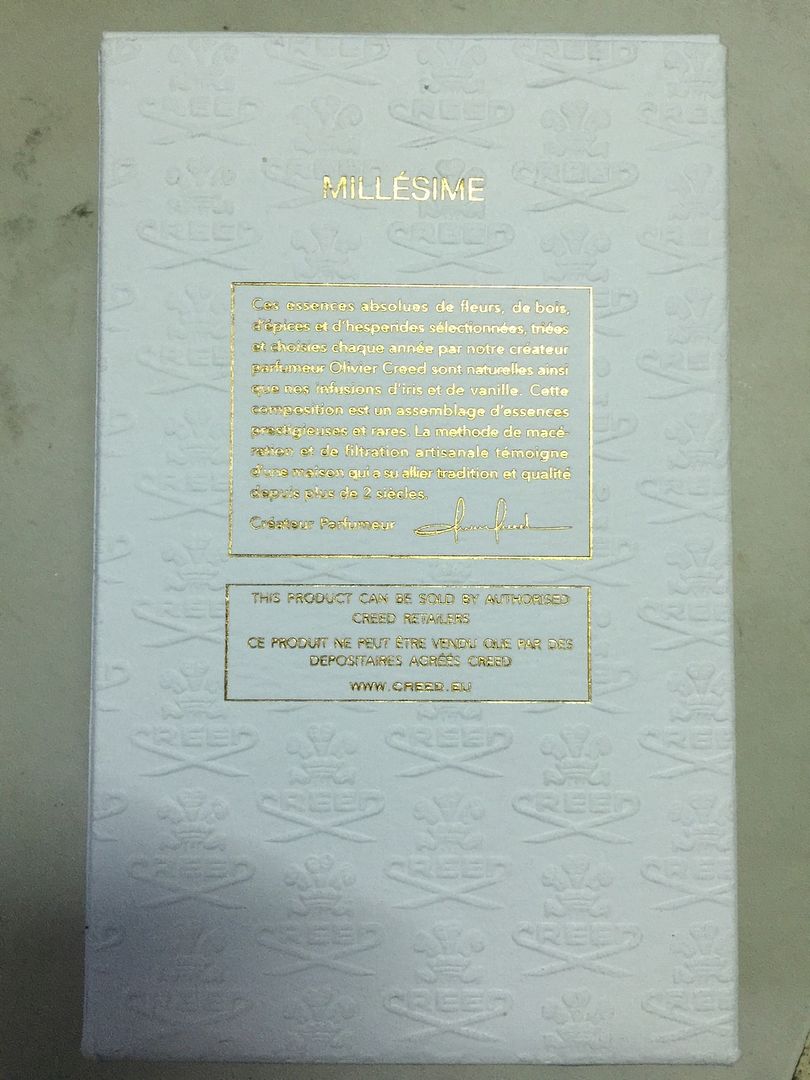 MILLÉSIME
Ces essences absolues de fleurs, de bois,
d'épices et d'hesperides sélectionnées, triées
et choisies chaque année par notre créateur
parfumeur Olivier Creed sont naturelles ainsi
que nos infusions d'iris et de vanille. Cette
composition est un assemblage d'essences
prestigieuses et rares. La methode de macé-
ration et de filtration artisanale témoigne
d'une maison qui a su allier tradition et qualité
depuis plus de 2 siècles.
Créateur Parfumeur
THIS PRODUCT CAN BE SOLD BY AUTHORISED
CREED RETAILERS
CE PRODUIT NE PEUT ÊTRE VENDU QUE PAR DES
DEPOSITAIRES AGRÉÉS CREED
WWW.CREED.EU
CREED